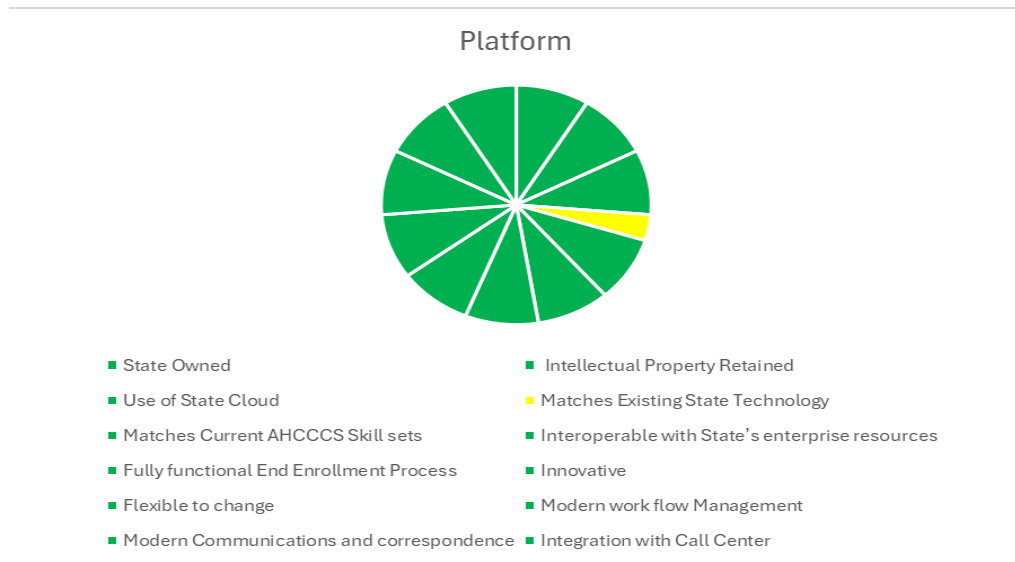 Platform
State Owned
Intellectual Property Retained
Use of State Cloud
Matches Existing State Technology
Matches Current AHCCCS Skill sets
Interoperable with State’s enterprise resources
Fully functional End Enrollment Process
Innovative
Flexible to change
Modern work flow Management
Modern Communications and correspondence
Integration with Call Center